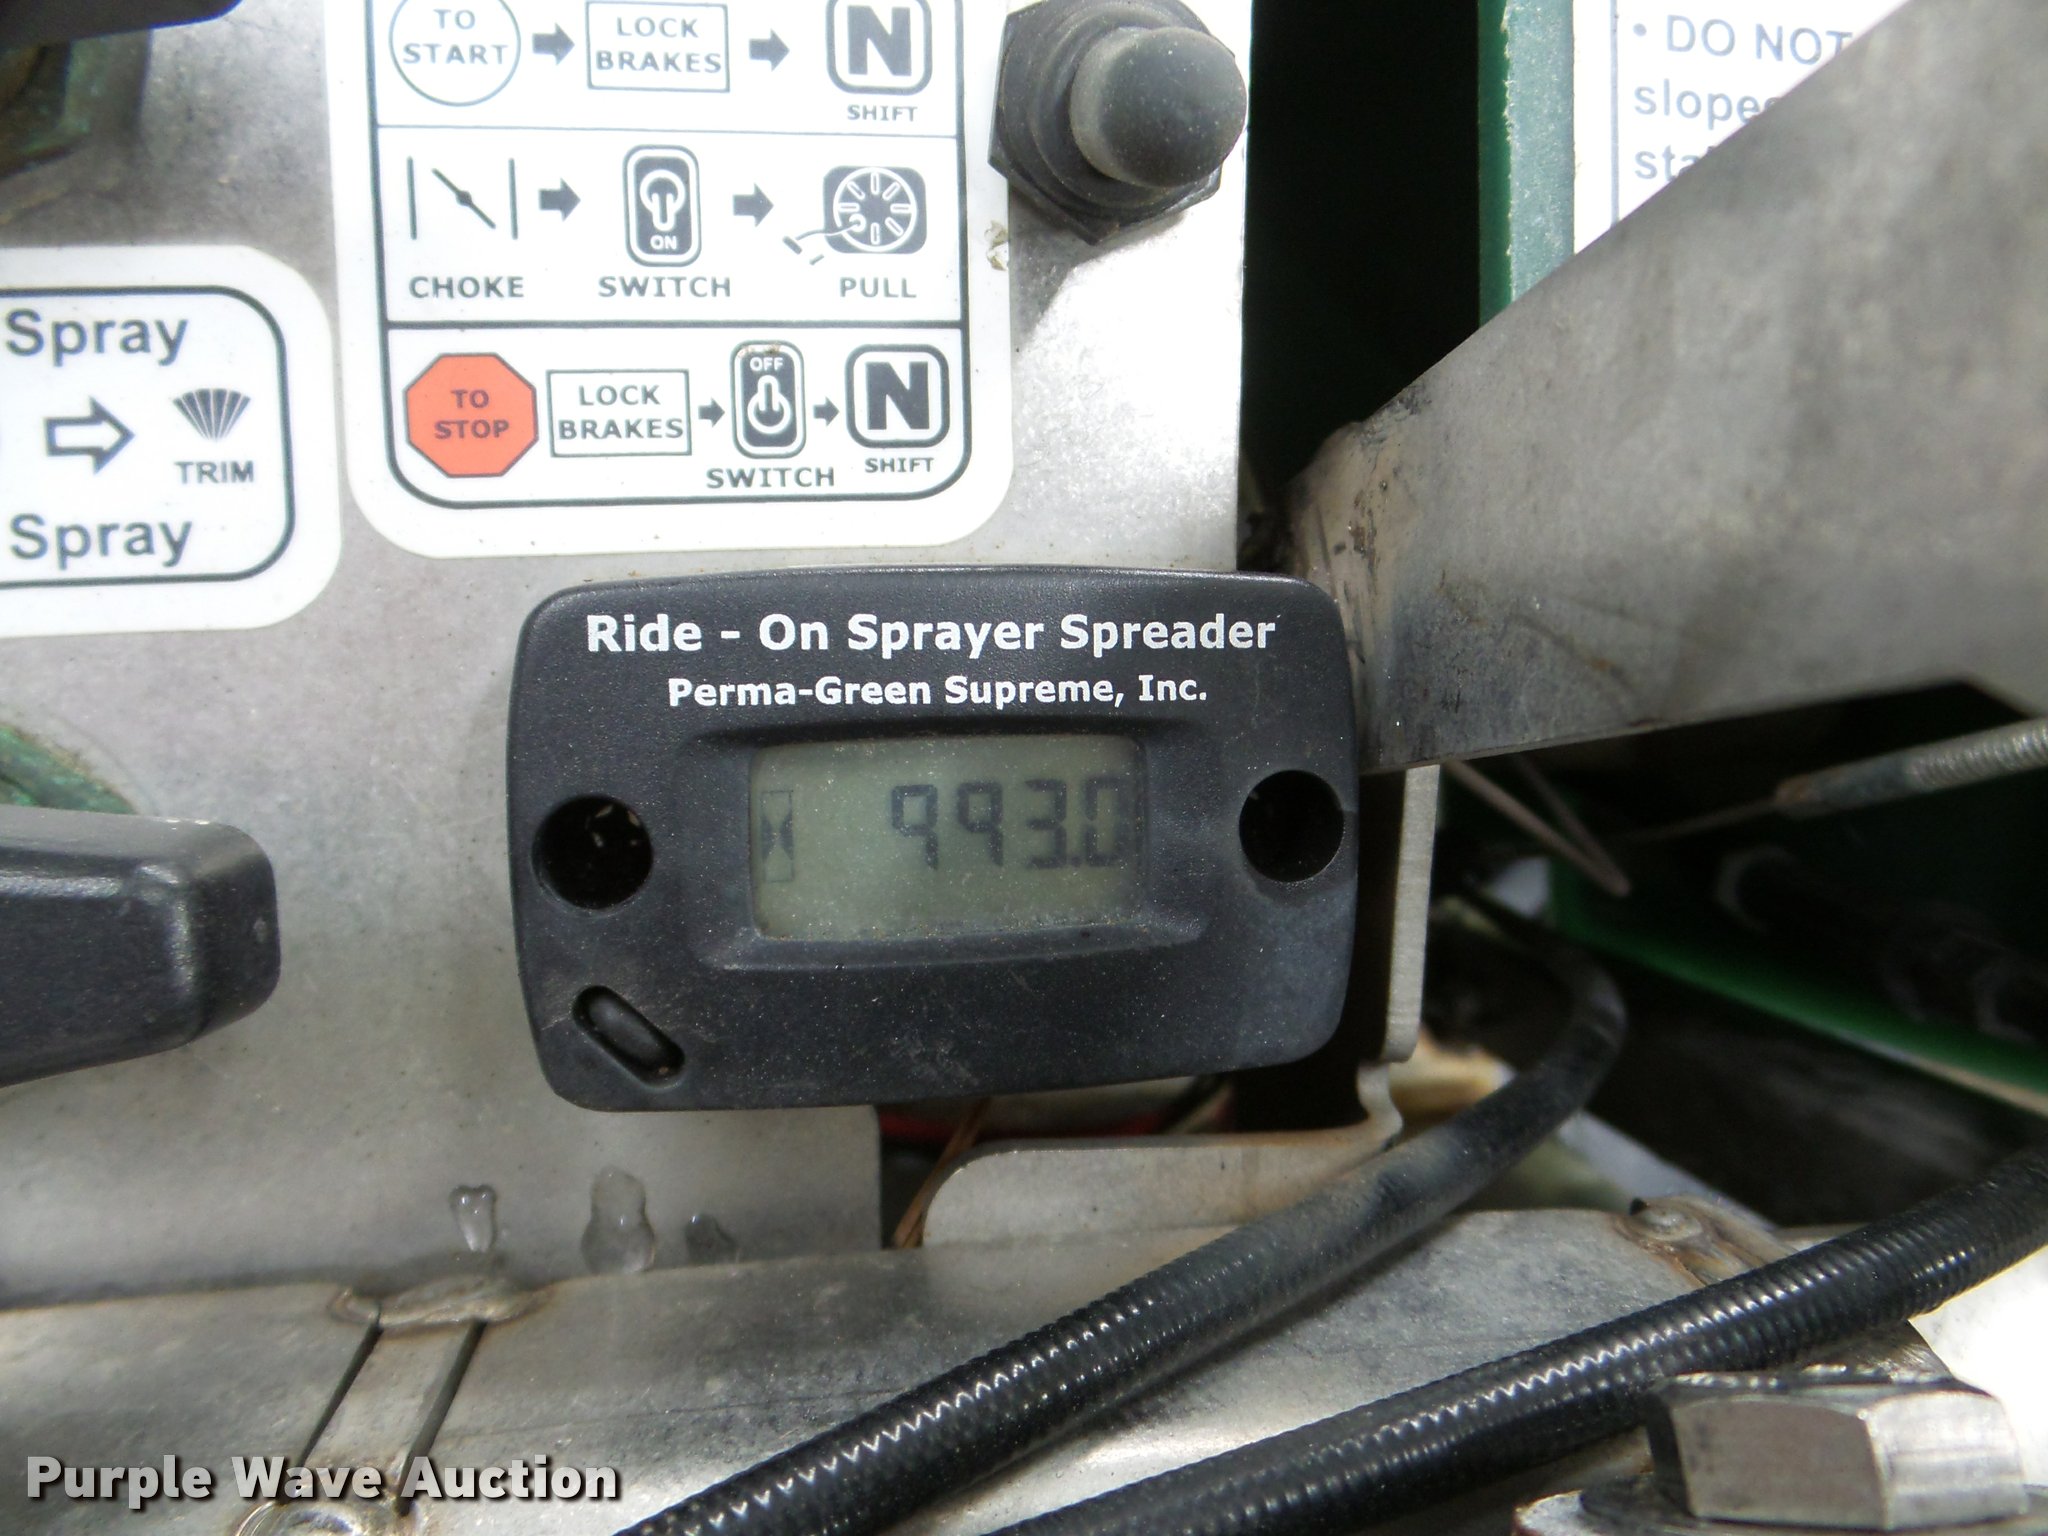 TO START
LOCK BRAKES
N
SHIFT
ON
CHOKE
SWITCH
PULL
TO STOP
LOCK BRAKES
OFF
N
SWITCH
SHIFT
Spray
TRIM
Spray
• DO NOT
Ride - On Sprayer Spreader
Perma-Green Supreme, Inc.
993.0
Purple Wave Auction